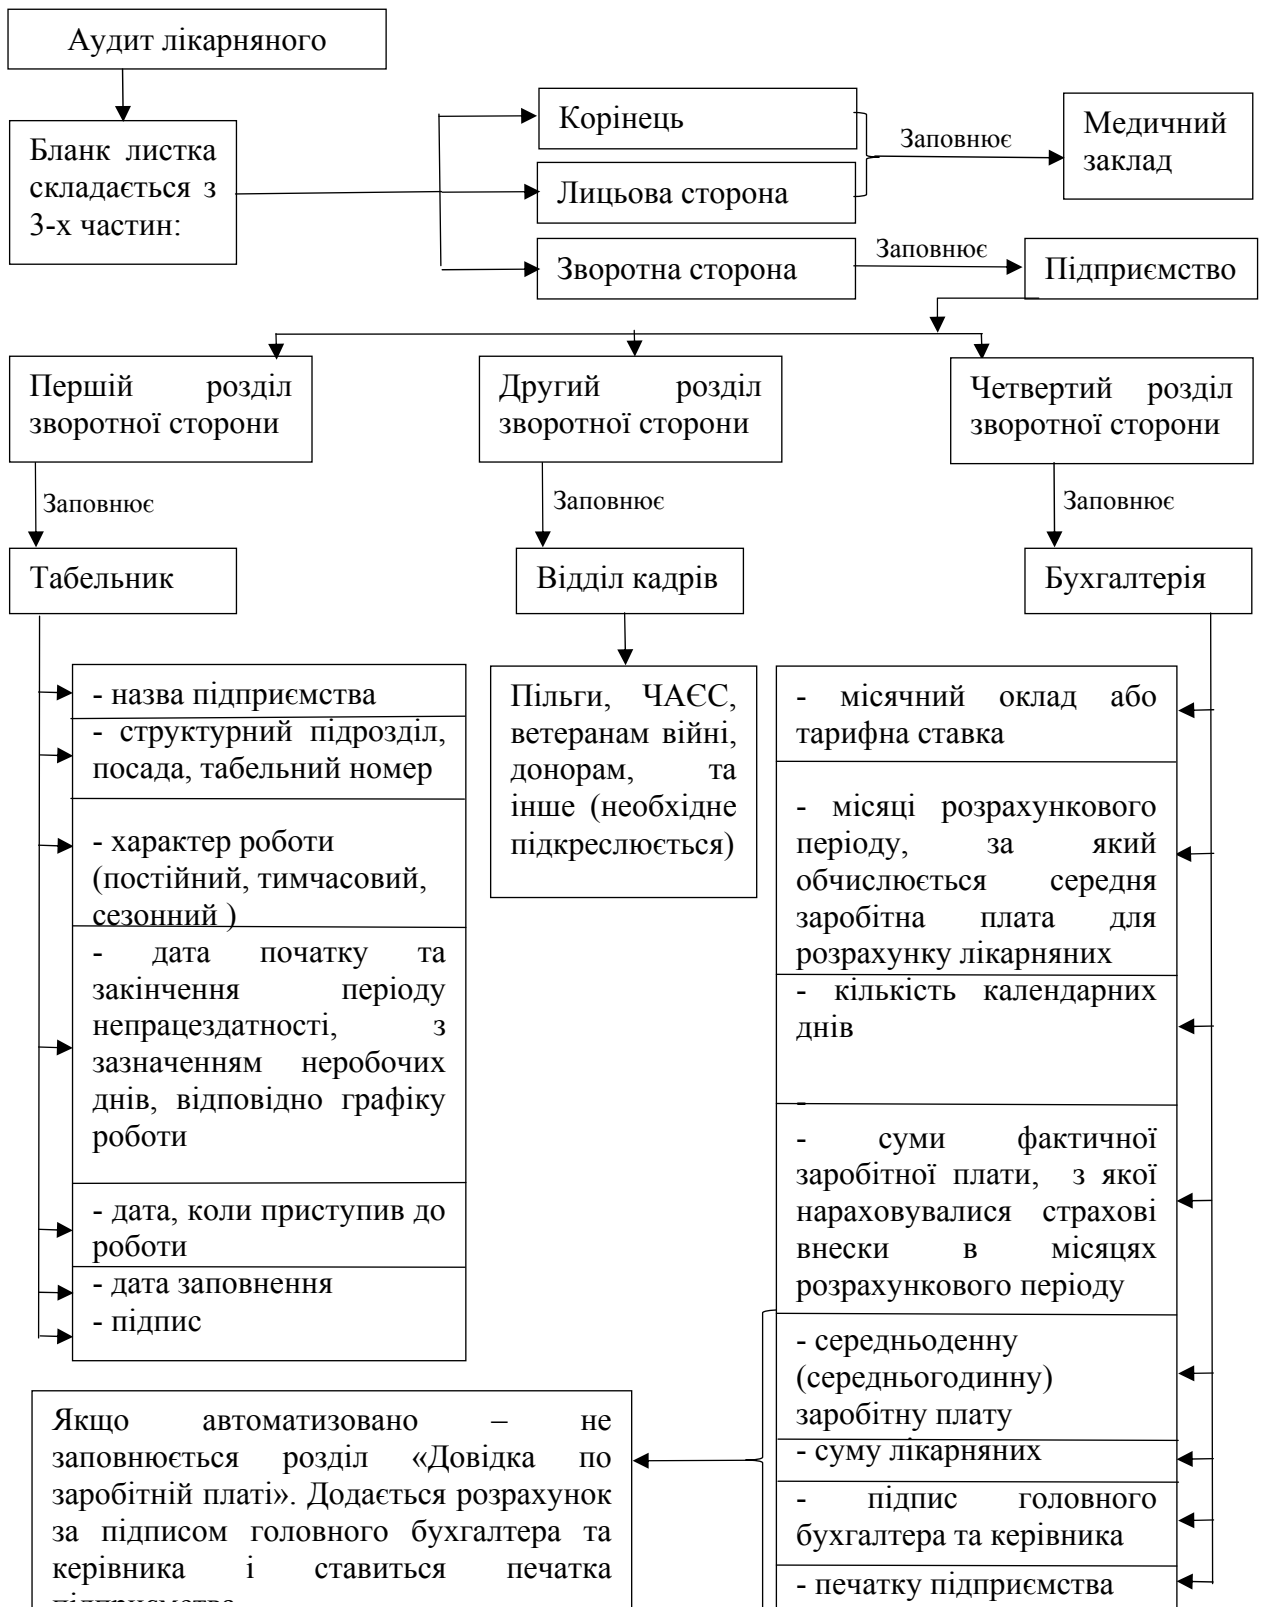 Аудит лікарняного
Бланк листка
складається з
3-х частин:
Корінець
Лицьова сторона
Зворотна сторона
Заповнює
Медичний
заклад
Заповнює
Підприємство
Першій розділ
зворотної сторони
Другий розділ
зворотної сторони
Четвертий розділ
зворотної сторони
Заповнює
Заповнює
Заповнює
Табельник
Відділ кадрів
Бухгалтерія
- назва підприємства
- структурний підрозділ,
посада, табельний номер
- характер роботи
(постійний, тимчасовий,
сезонний )
- дата початку та
закінчення періоду
непрацездатності, з
зазначенням неробочих
днів, відповідно графіку
роботи
- дата, коли приступив до
роботи
- дата заповнення
- підпис
Пільги, ЧАЄС,
ветеранам війні,
донорам, та
інше (необхідне
підкреслюється)
- місячний оклад або
тарифна ставка
- місяці розрахункового
періоду, за який
обчислюється середня
заробітна плата для
розрахунку лікарняних
- кількість календарних
днів
-
- суми фактичної
заробітної плати, з якої
нараховувалися страхові
внески в місяцях
розрахункового періоду
- середньоденну
(середньогодинну)
заробітну плату
- суму лікарняних
- підпис головного
бухгалтера та керівника
- печатку підприємства
Якщо автоматизовано – не
заповнюється розділ «Довідка по
заробітній платі». Додається розрахунок
за підписом головного бухгалтера та
керівника і ставиться печатка